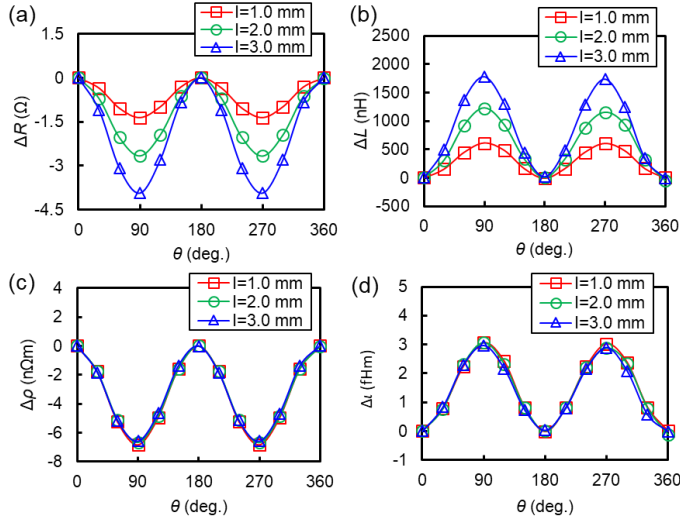 (a)
l=1.0 mm
l=2.0 mm
l=3.0 mm
1.5
0
-1.5
-3
-4.5
ΔR (Ω)
0 90 180 270 360
θ (deg.)
(b)
l=1.0 mm
l=2.0 mm
l=3.0 mm
2500
2000
1500
1000
500
0
-500
ΔL (nH)
0 90 180 270 360
θ (deg.)
(c)
l=1.0 mm
l=2.0 mm
l=3.0 mm
4
2
0
-2
-4
-6
-8
Δρ (nΩm)
0 90 180 270 360
θ (deg.)
(d)
l=1.0 mm
l=2.0 mm
l=3.0 mm
5
4
3
2
1
0
-1
Δι (fHm)
0 90 180 270 360
θ (deg.)